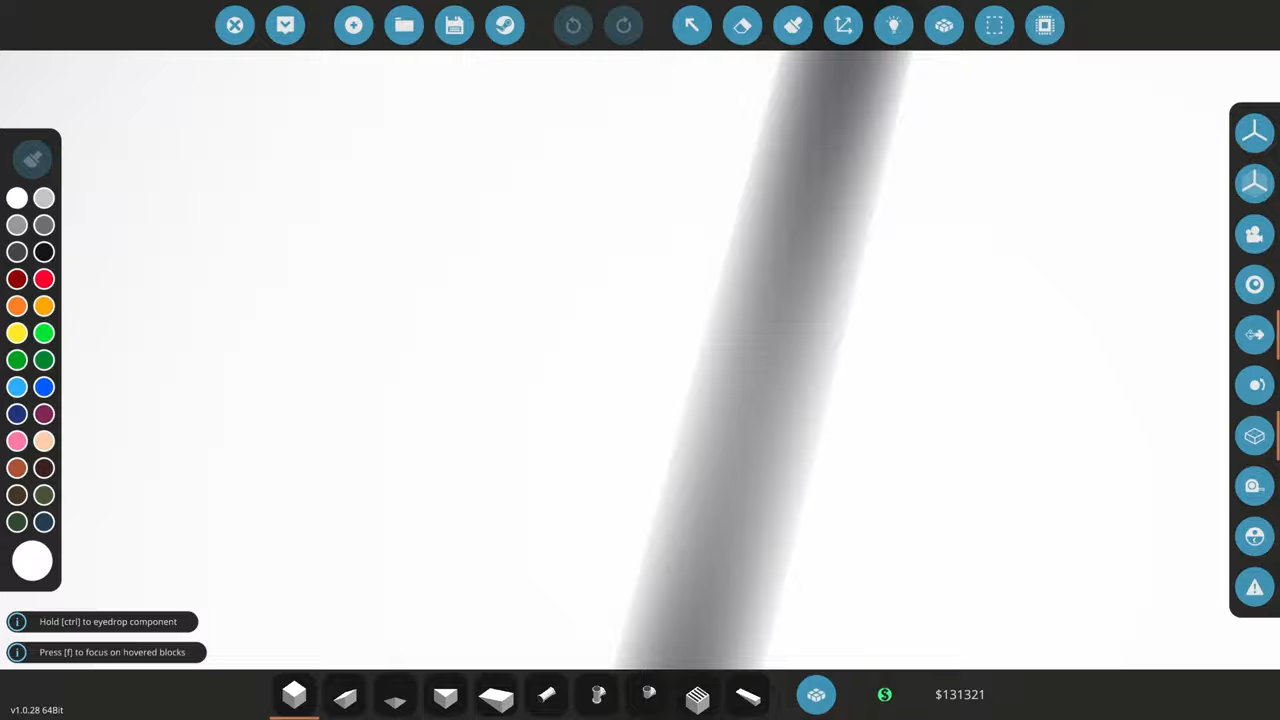 Hold [ctrl] to eyedrop component
Press [f] to focus on hovered blocks
v1.0.28 64Bit
$131321